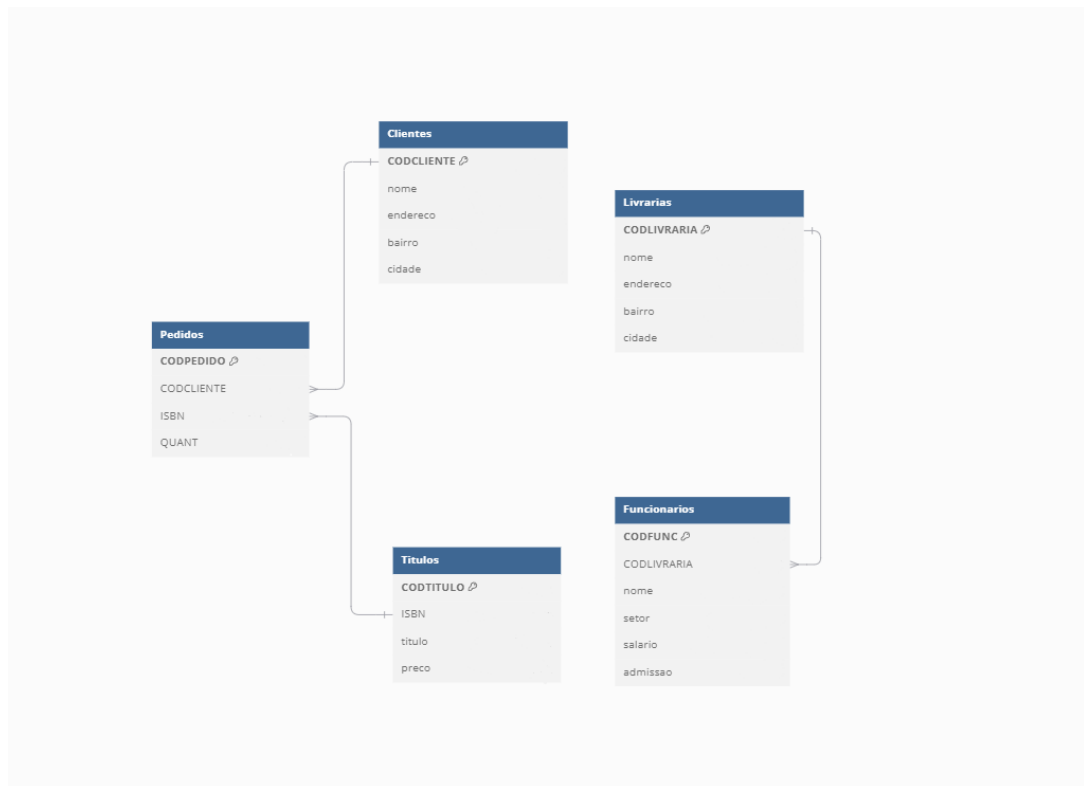 Clientes
CODCLIENTE
nome
endereco
bairro
cidade
Livrarias
CODLIVRARIA
nome
endereco
bairro
cidade
Pedidos
CODPEDIDO
CODCLIENTE
ISBN
QUANT
Titulos
CODTITULO
ISBN
titulo
preco
Funcionarios
CODFUNC
CODLIVRARIA
nome
setor
salario
admissao